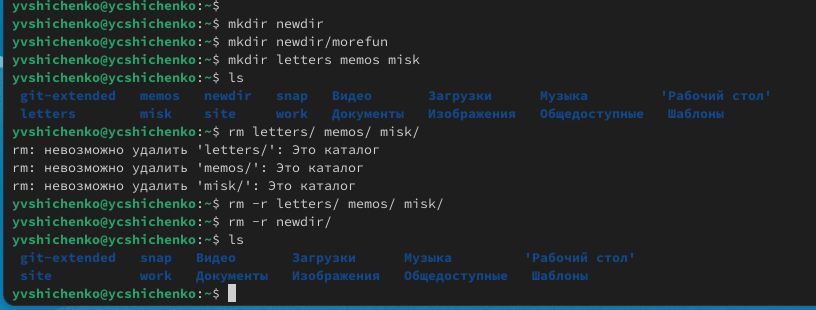 yvshichenko@ycshichenko:~$
yvshichenko@ycshichenko:~$ mkdir newdir
yvshichenko@ycshichenko:~$ mkdir newdir/morefun
yvshichenko@ycshichenko:~$ mkdir letters memos misk
yvshichenko@ycshichenko:~$ ls
git-extended memos newdir snap Видео Загрузки Музыка 'Рабочий стол'
letters misk site work Документы Изображения Общедоступные Шаблоны
yvshichenko@ycshichenko:~$ rm letters/ memos/ misk/
rm: невозможно удалить 'letters/': Это каталог
rm: невозможно удалить 'memos/': Это каталог
rm: невозможно удалить 'misk/': Это каталог
yvshichenko@ycshichenko:~$ rm -r letters/ memos/ misk/
yvshichenko@ycshichenko:~$ rm -r newdir/
yvshichenko@ycshichenko:~$ ls
git-extended snap Видео Загрузки Музыка 'Рабочий стол'
site work Документы Изображения Общедоступные Шаблоны
yvshichenko@ycshichenko:~$